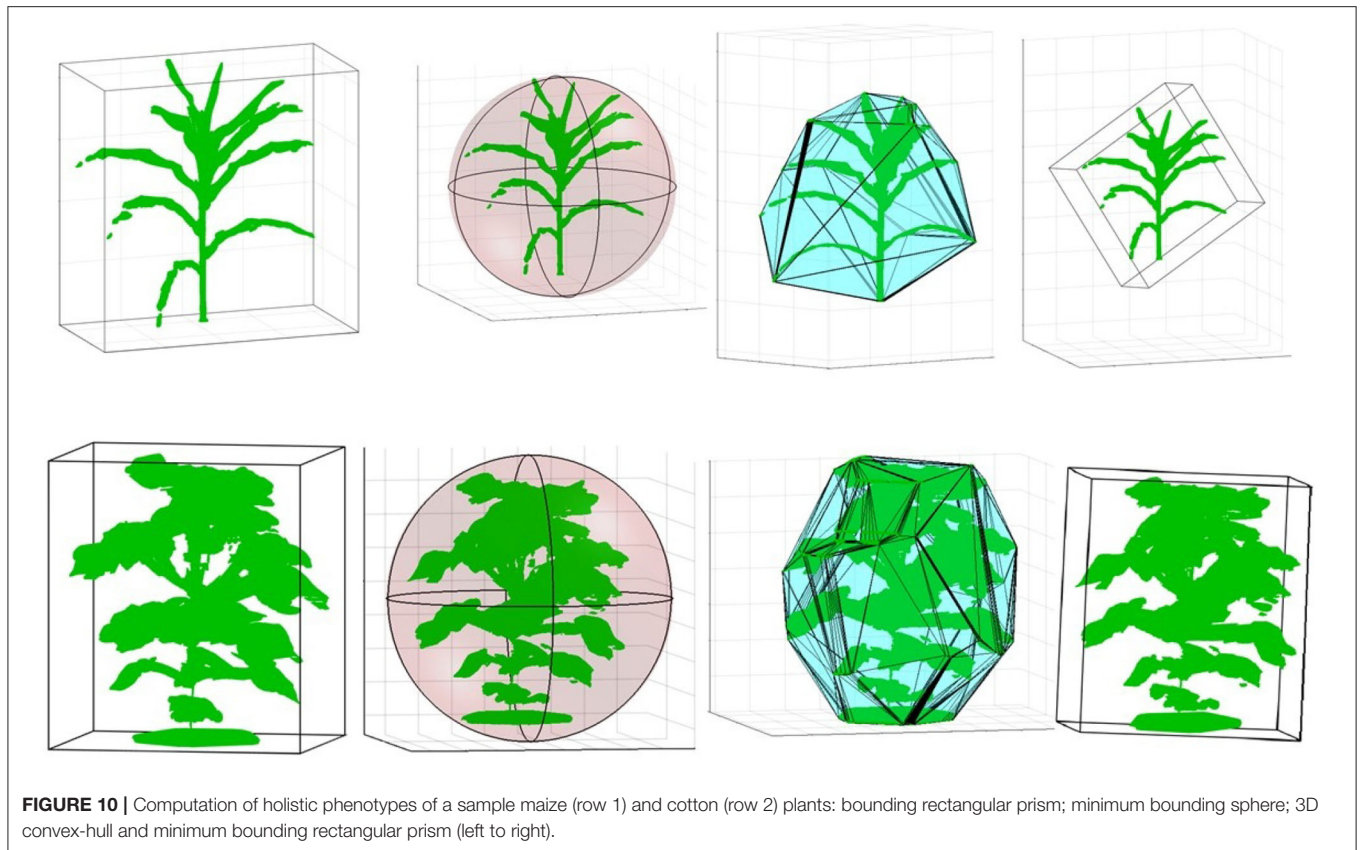 FIGURE 10 | Computation of holistic phenotypes of a sample maize (row 1) and cotton (row 2) plants: bounding rectangular prism; minimum bounding sphere; 3D
convex-hull and minimum bounding rectangular prism (left to right).